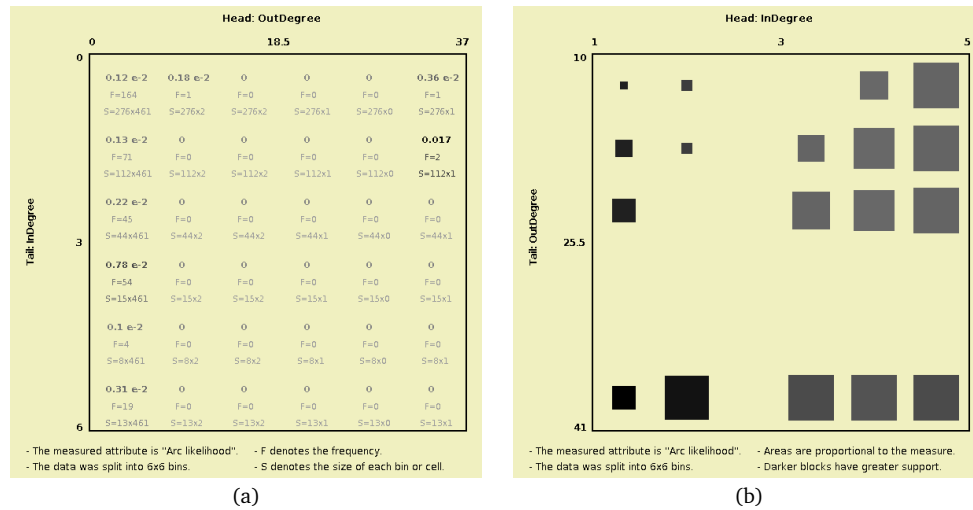 Head: OutDegree
0 18.5 37
0
0.12 e-2 0.18 e-2 0 0 0 0.36 e-2
F=164 F=1 F=0 F=0 F=0 F=1
S=276x461 S=276x2 S=276x2 S=276x1 S=276x0 S=276x1
0.13 e-2 0 0 0 0 0.017
F=71 F=0 F=0 F=0 F=0 F=2
S=112x461 S=112x2 S=112x2 S=112x1 S=112x0 S=112x1
0.22 e-2 0 0 0 0 0
F=45 F=0 F=0 F=0 F=0 F=0
S=44x461 S=44x2 S=44x2 S=44x1 S=44x0 S=44x1
Tail: InDegree
3
0.78 e-2 0 0 0 0 0
F=54 F=0 F=0 F=0 F=0 F=0
S=15x461 S=15x2 S=15x2 S=15x1 S=15x0 S=15x1
0.1 e-2 0 0 0 0 0
F=4 F=0 F=0 F=0 F=0 F=0
S=8x461 S=8x2 S=8x2 S=8x1 S=8x0 S=8x1
0.31 e-2 0 0 0 0 0
F=19 F=0 F=0 F=0 F=0 F=0
S=13x461 S=13x2 S=13x2 S=13x1 S=13x0 S=13x1
6
- The measured attribute is "Arc likelihood". - F denotes the frequency.
- The data was split into 6x6 bins. - S denotes the size of each bin or cell.
(a)
Head: InDegree
1 3 5
10
Tail: OutDegree
25.5
41
- The measured attribute is "Arc likelihood". - Areas are proportional to the measure.
- The data was split into 6x6 bins. - Darker blocks have greater support.
(b)